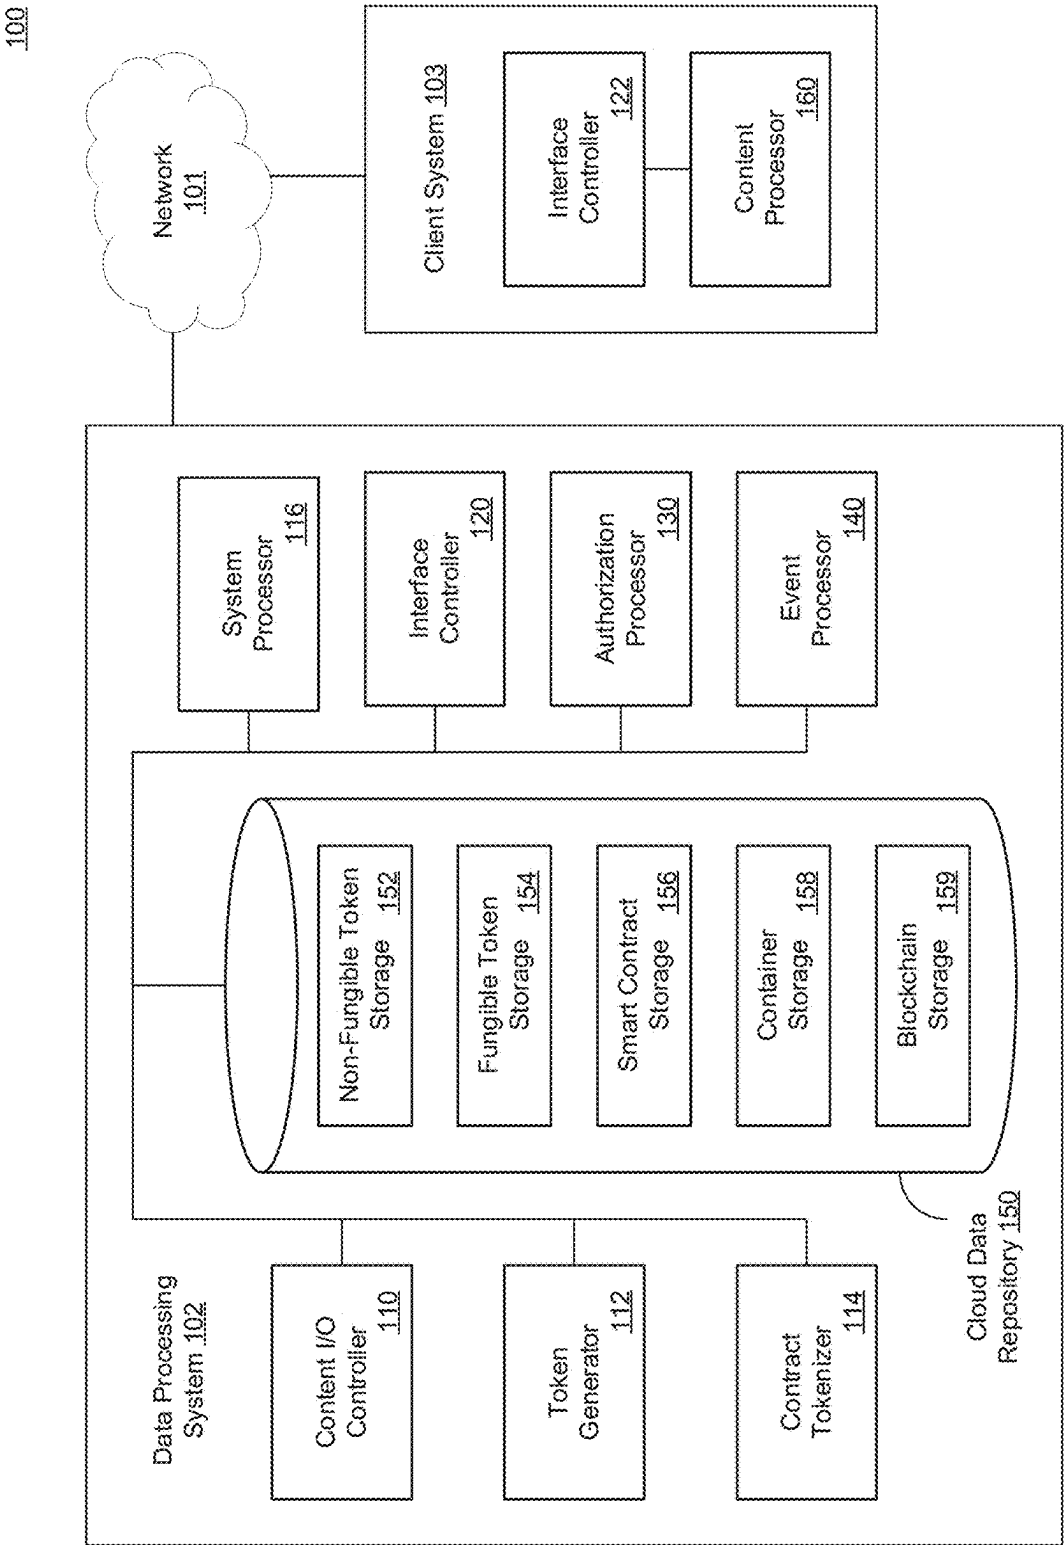 100
Data Processing
System 102
Content I/O
Controller
110
Token
Generator
112
Contract
Tokenizer
114
Non-Fungible Token
Storage 152
Fungible Token
Storage 154
Smart Contract
Storage 156
Container
Storage 158
Blockchain
Storage 159
Cloud Data
Repository 150
System
Processor
116
Interface
Controller
120
Authorization
Processor
130
Event
Processor
140
Network
101
Client System 103
Interface
Controller
122
Content
Processor
160